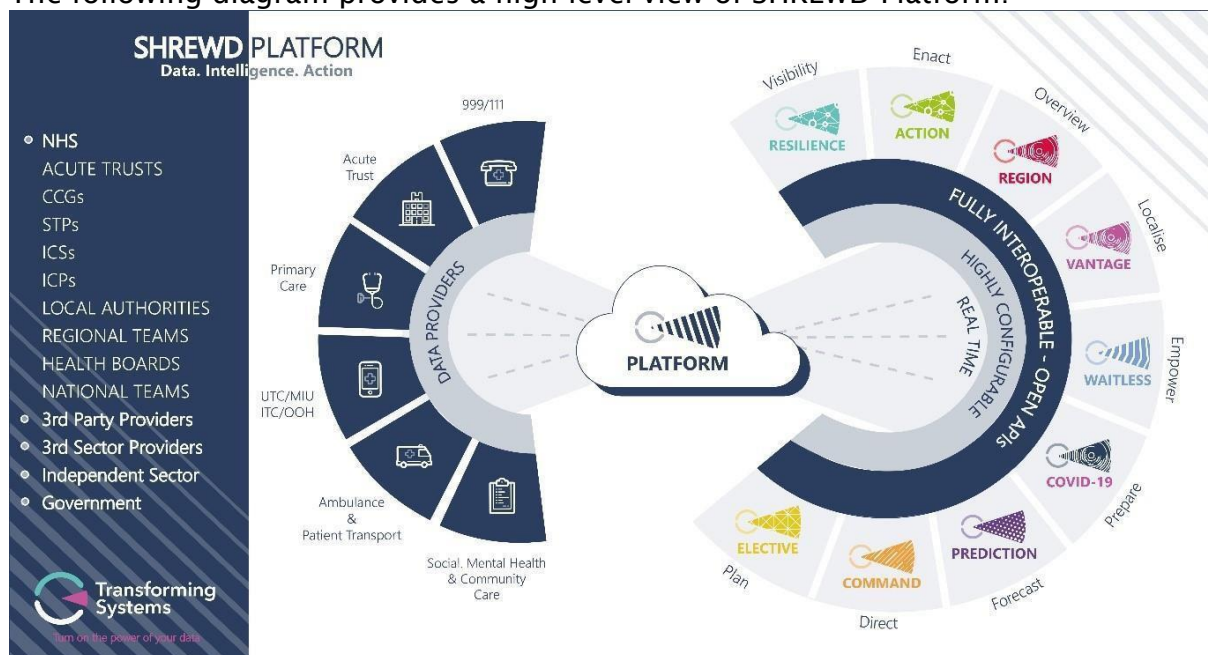 The following diagram provides a high level view of SHREWD Platform.
SHREWD PLATFORM
Data. Intelligence. Action
NHS
ACUTE TRUSTS
CCGs
STPs
ICSs
ICPs
LOCAL AUTHORITIES
REGIONAL TEAMS
HEALTH BOARDS
NATIONAL TEAMS
3rd Party Providers
3rd Sector Providers
Independent Sector
Government
Transforming
Systems
Turn on the power of your data
999/111
Acute
Trust
Primary
Care
UTC/MIU
ITC/OOH
Ambulance
&
Patient Transport
Social, Mental Health
& Community
Care
DATA PROVIDERS
PLATFORM
REAL TIME
HIGHLY CONFIGURABLE
FULLY INTEROPERABLE - OPEN APIs
Visibility
RESILIENCE
Enact
ACTION
Overview
REGION
Localise
VANTAGE
Empower
WAITLESS
Prepare
COVID-19
Forecast
PREDICTION
Direct
COMMAND
Plan
ELECTIVE